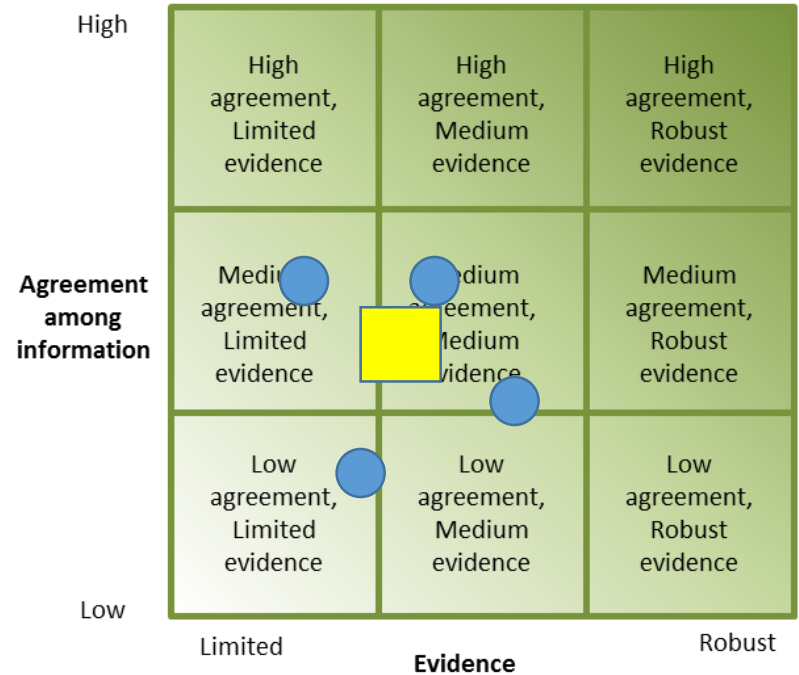 High
High
agreement,
Limited
evidence
High
agreement,
Medium
evidence
High
agreement,
Robust
evidence
Agreement
among
information
agreement,
Limited
evidence
Medium
agreement,
Robust
evidence
Low
agreement,
Limited
evidence
Low
agreement,
Medium
evidence
Low
agreement,
Robust
evidence
Low
Limited
Evidence
Robust